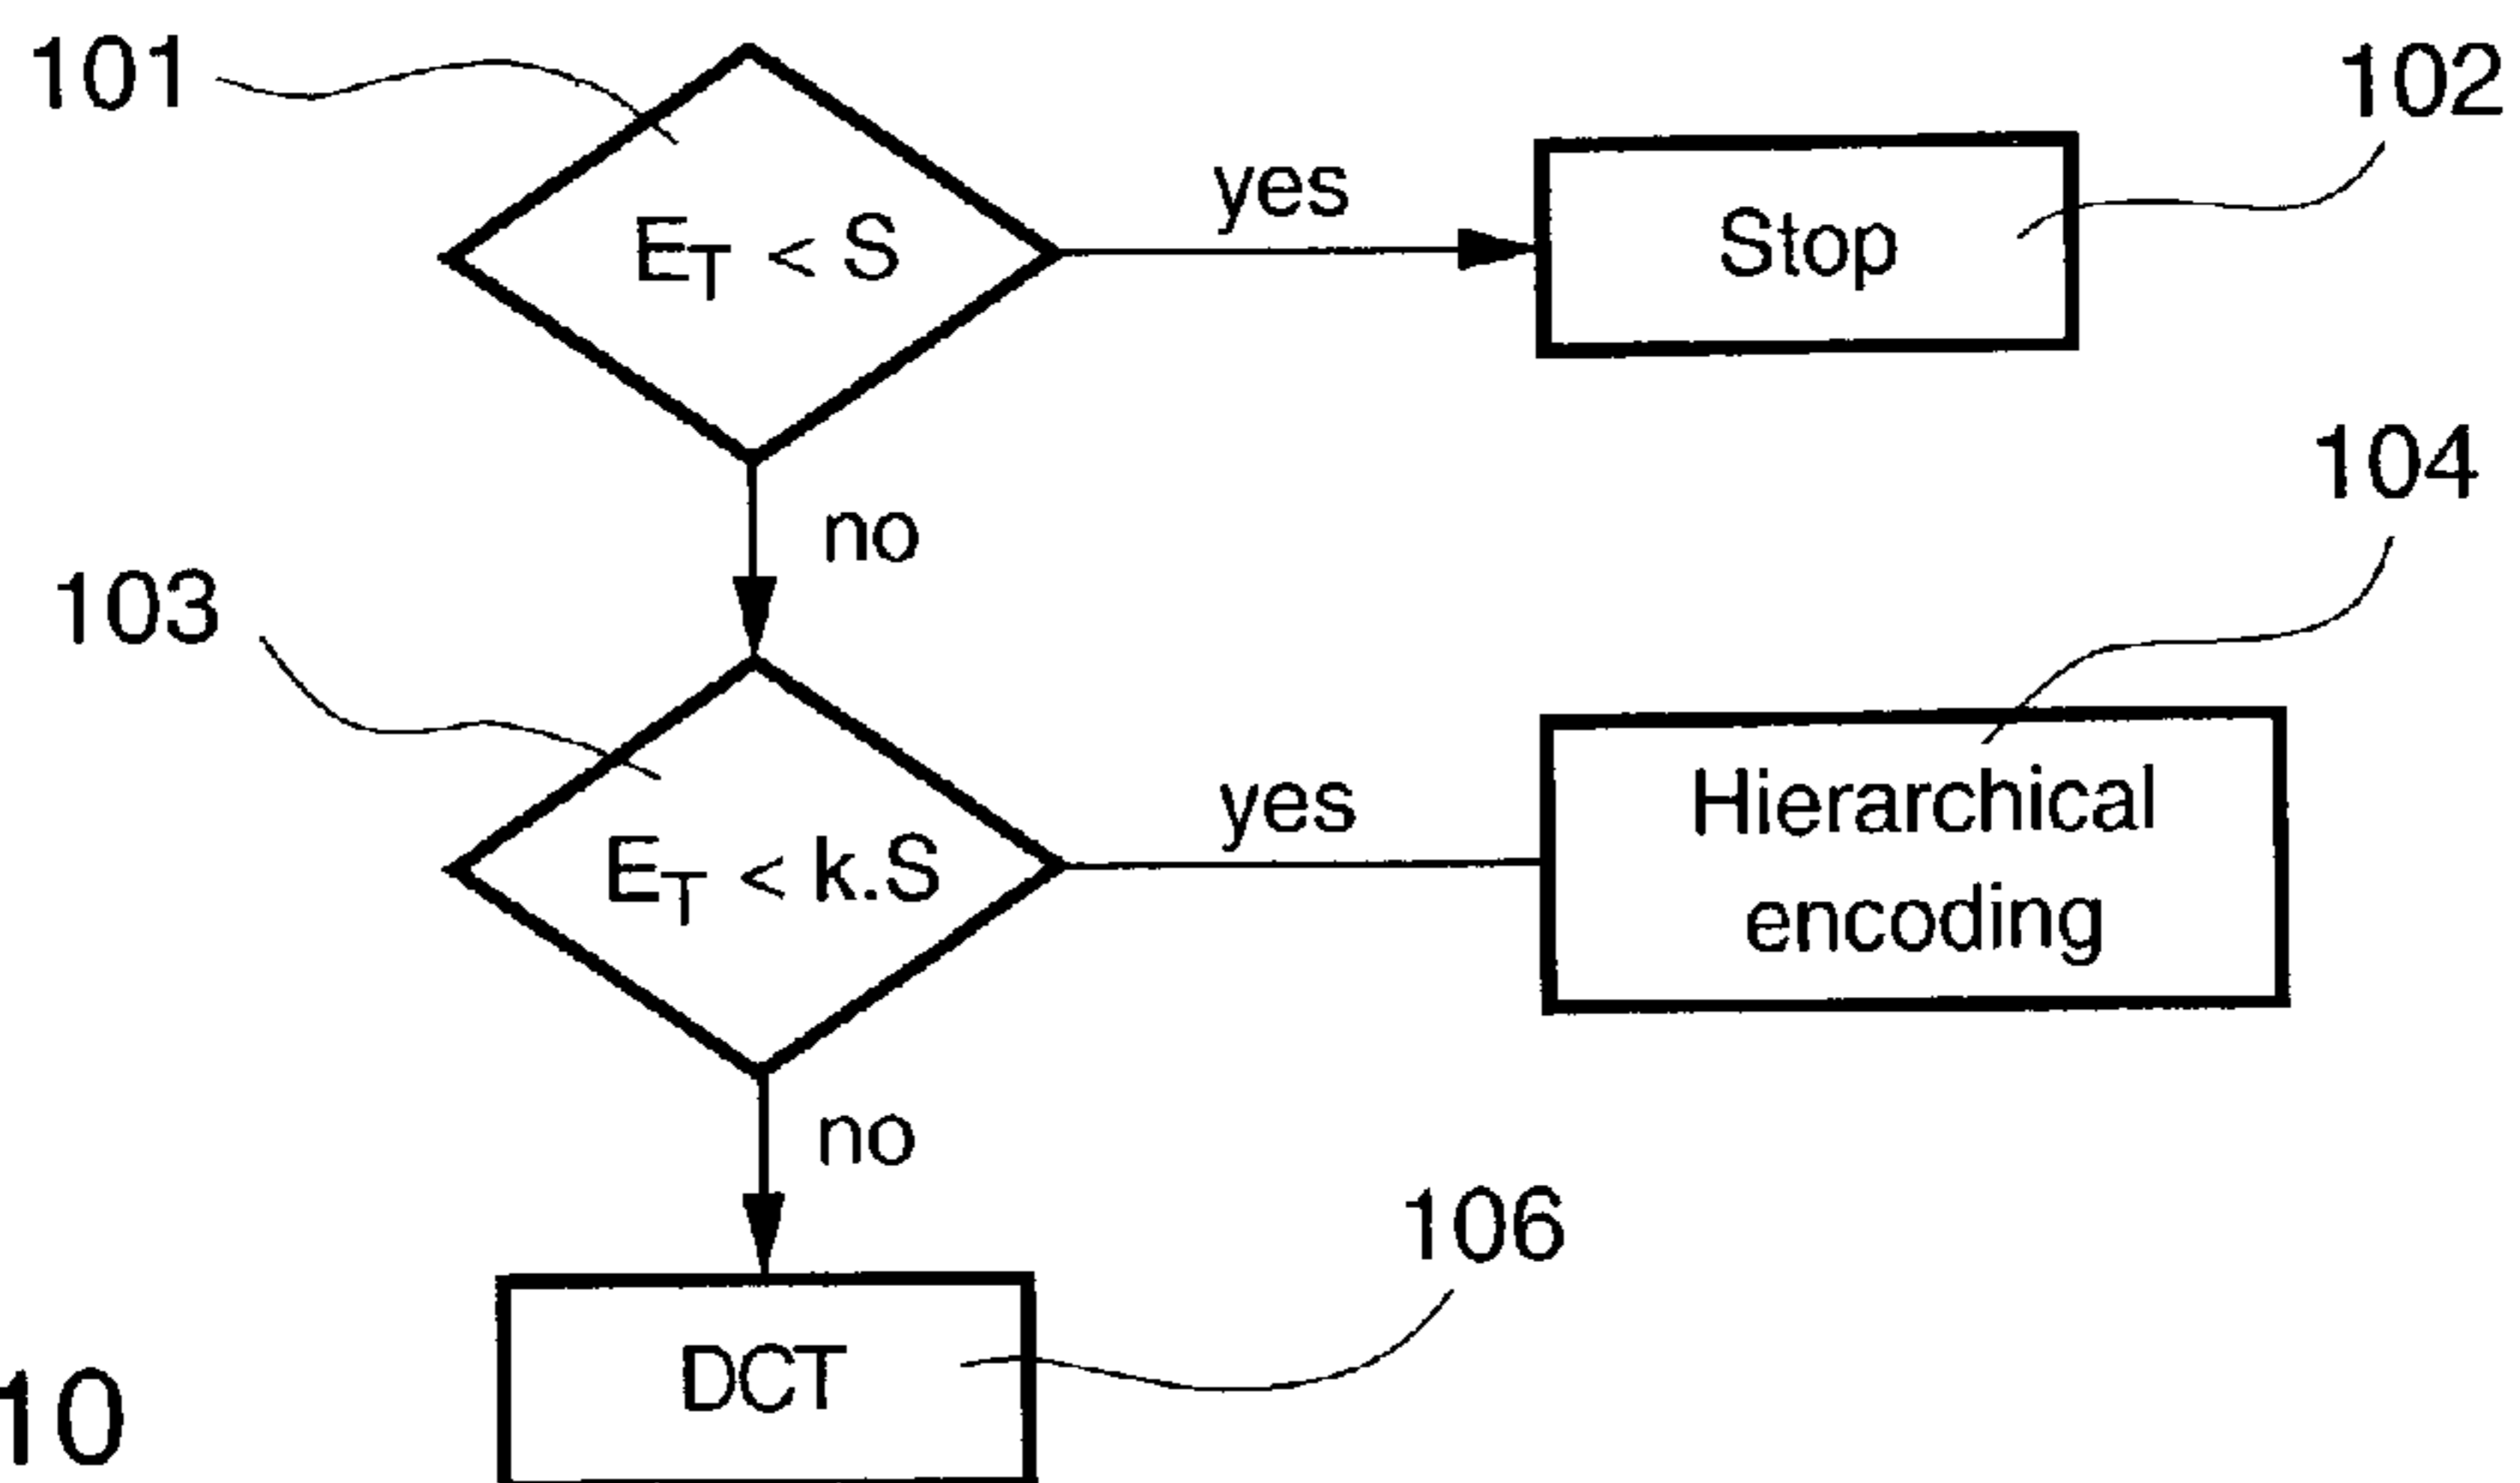 101
102
yes
E_T < S
Stop
no
104
103
yes
Hierarchical
encoding
E_T < k.S
no
106
DCT
10